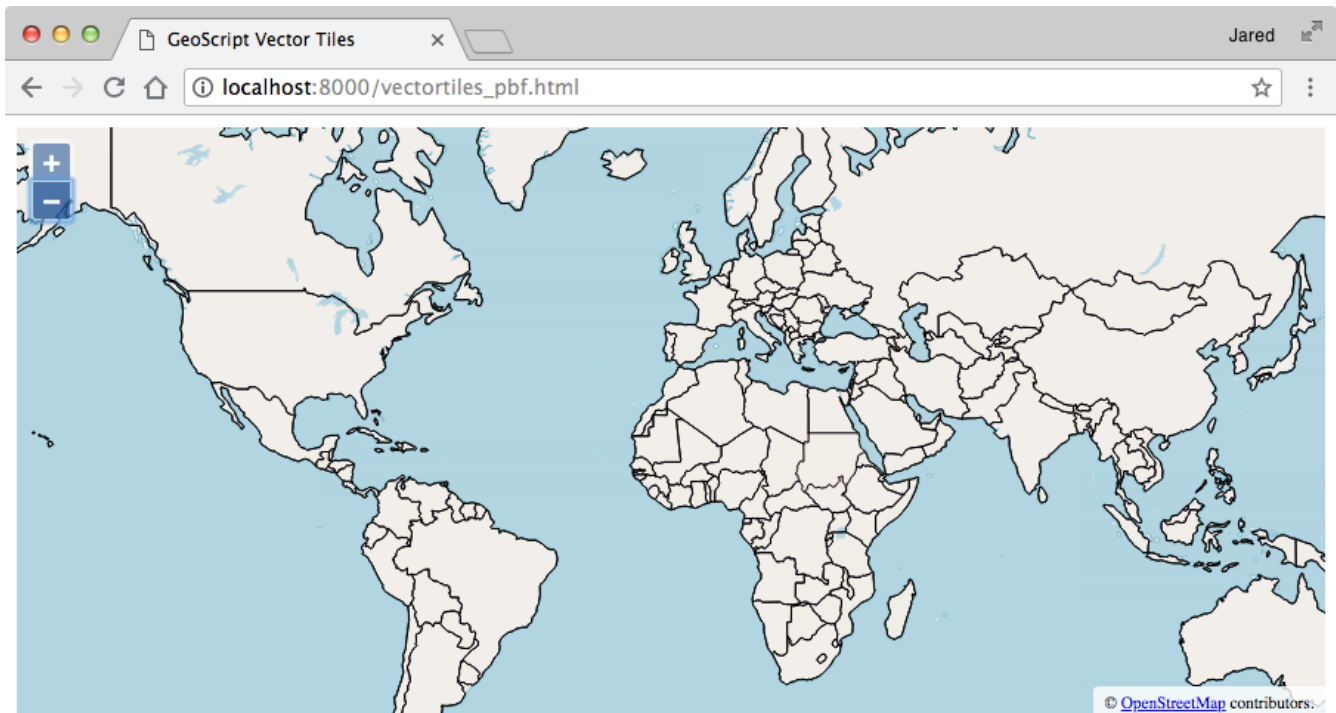 GeoScript Vector Tiles
Jared
localhost:8000/vectortiles_pbf.html
+
−
© OpenStreetMap contributors.